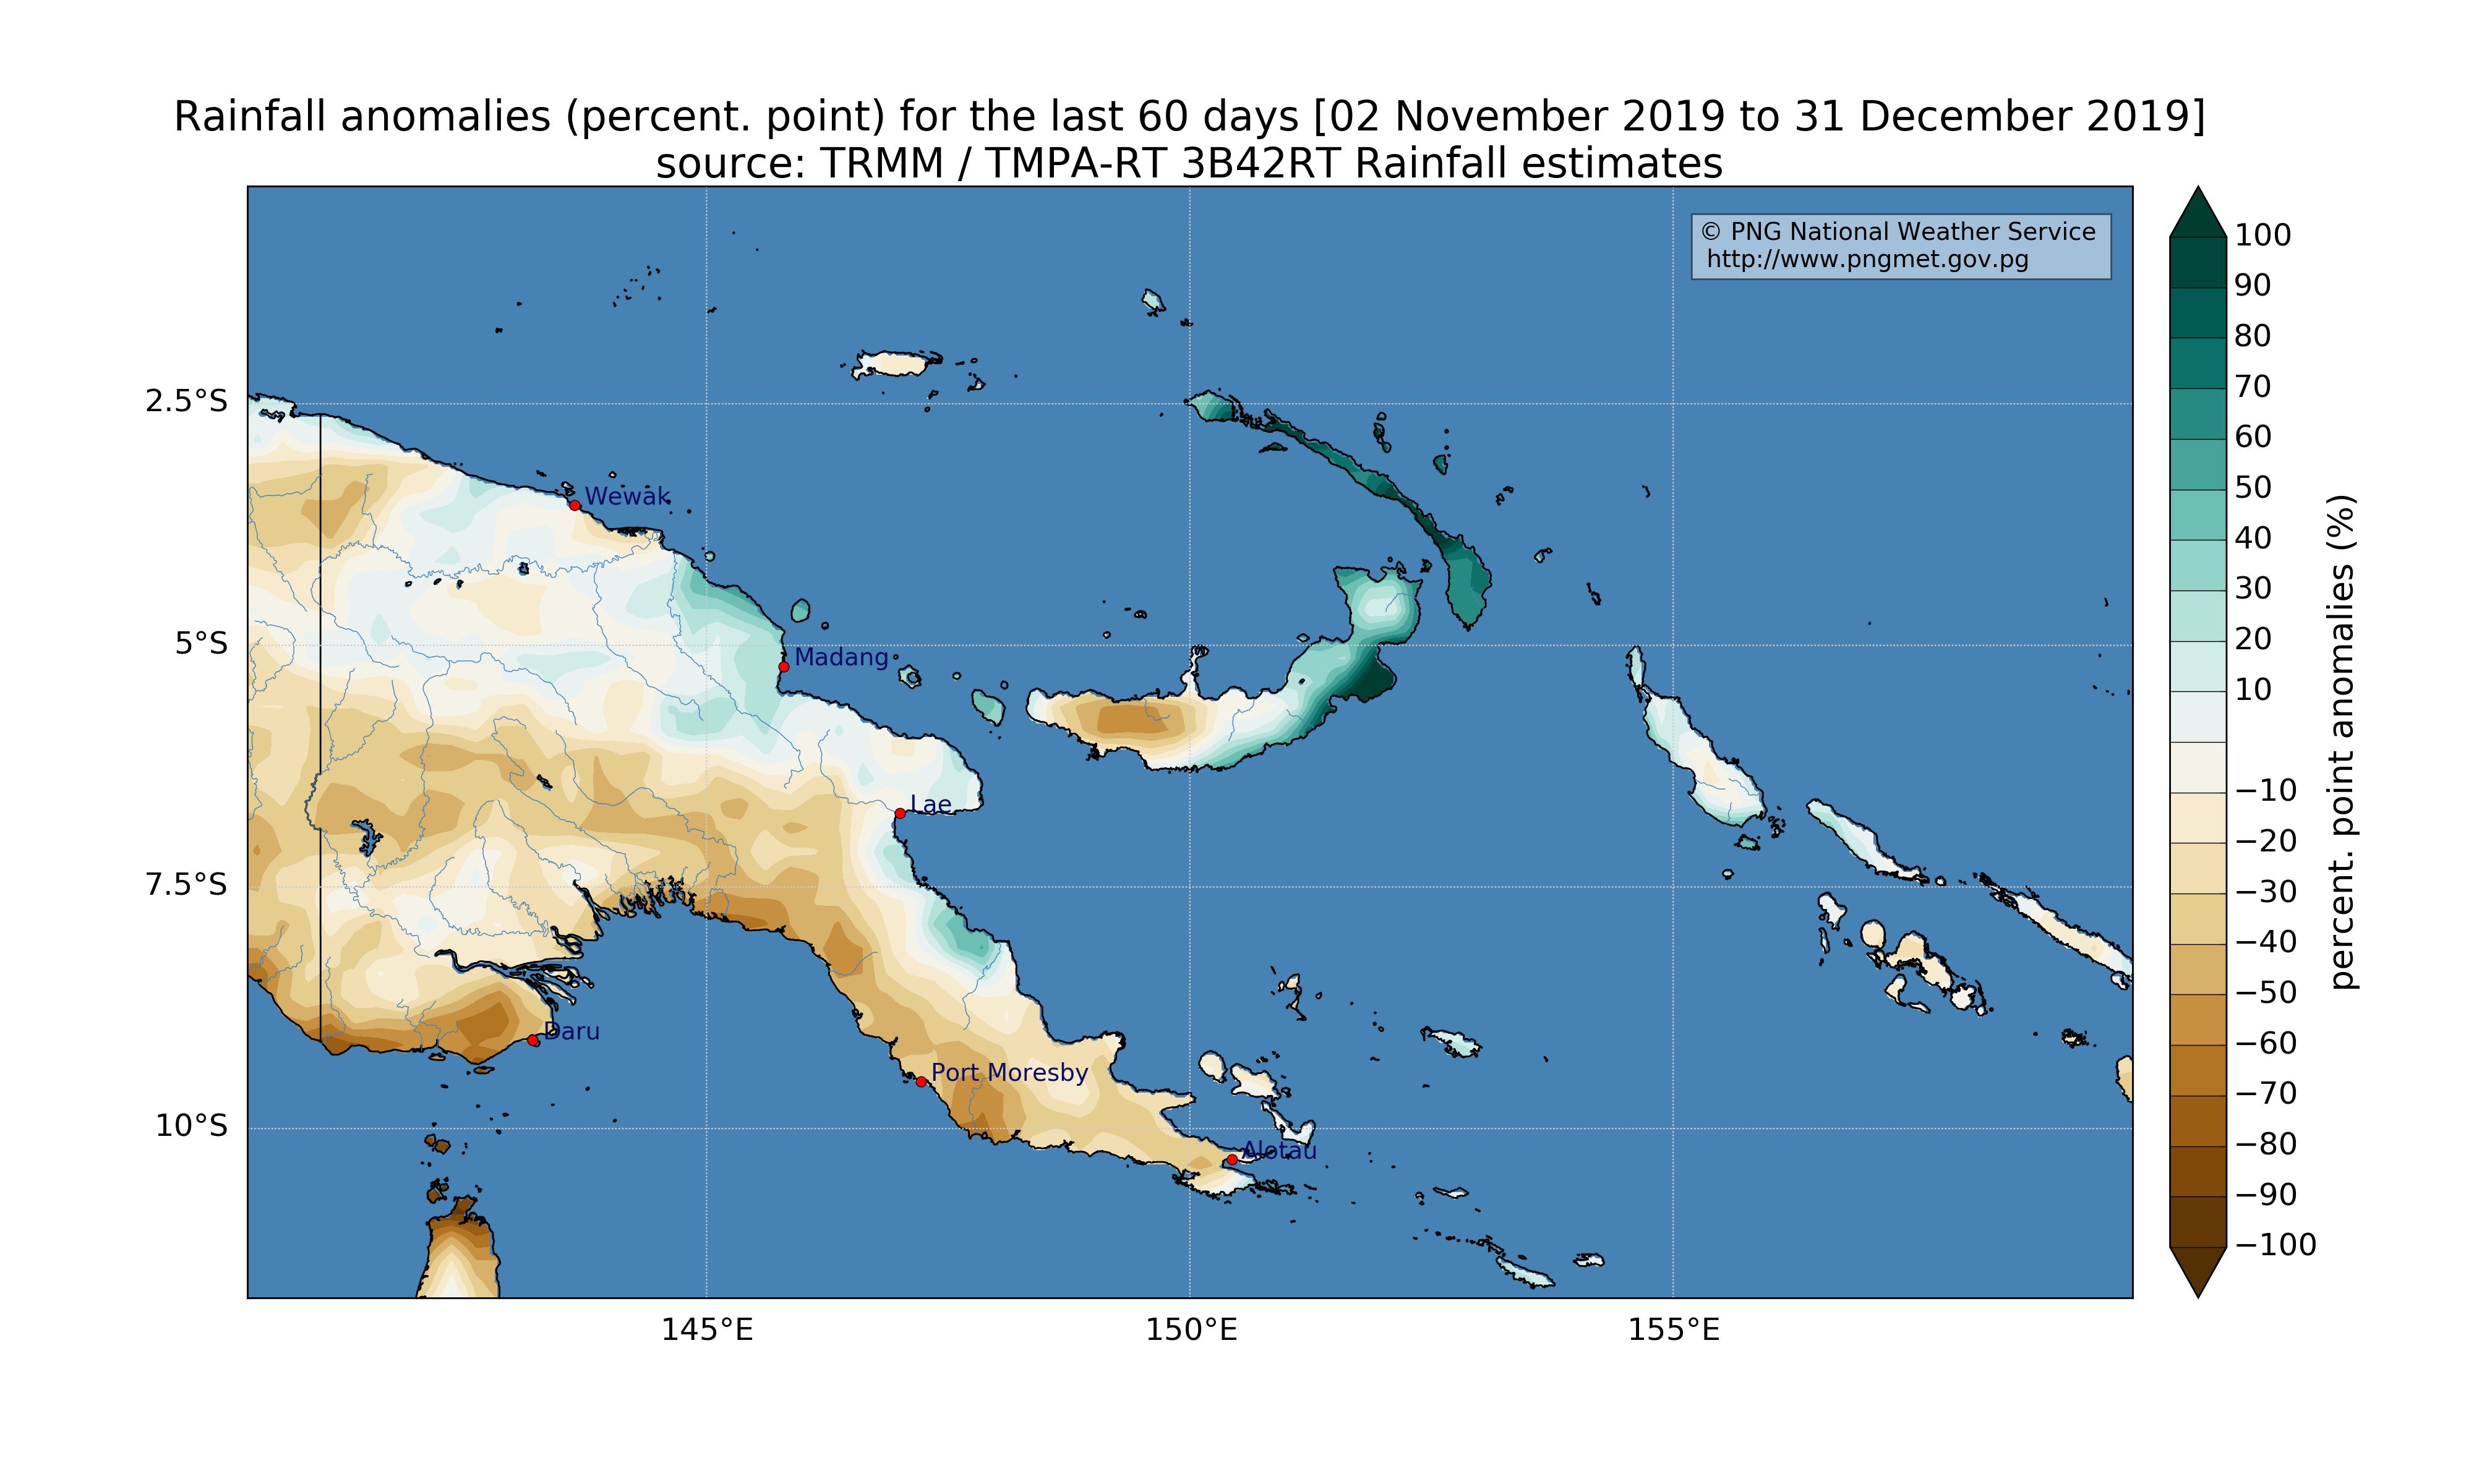 Rainfall anomalies (percent. point) for the last 60 days [02 November 2019 to 31 December 2019]
source: TRMM / TMPA-RT 3B42RT Rainfall estimates
© PNG National Weather Service
http://www.pngmet.gov.pg
2.5°S
5°S
7.5°S
10°S
Wewak
Madang
Lae
Daru
Port Moresby
Alotau
145°E
150°E
155°E
100
90
80
70
60
50
40
30
20
10
−10
−20
−30
−40
−50
−60
−70
−80
−90
−100
percent. point anomalies (%)